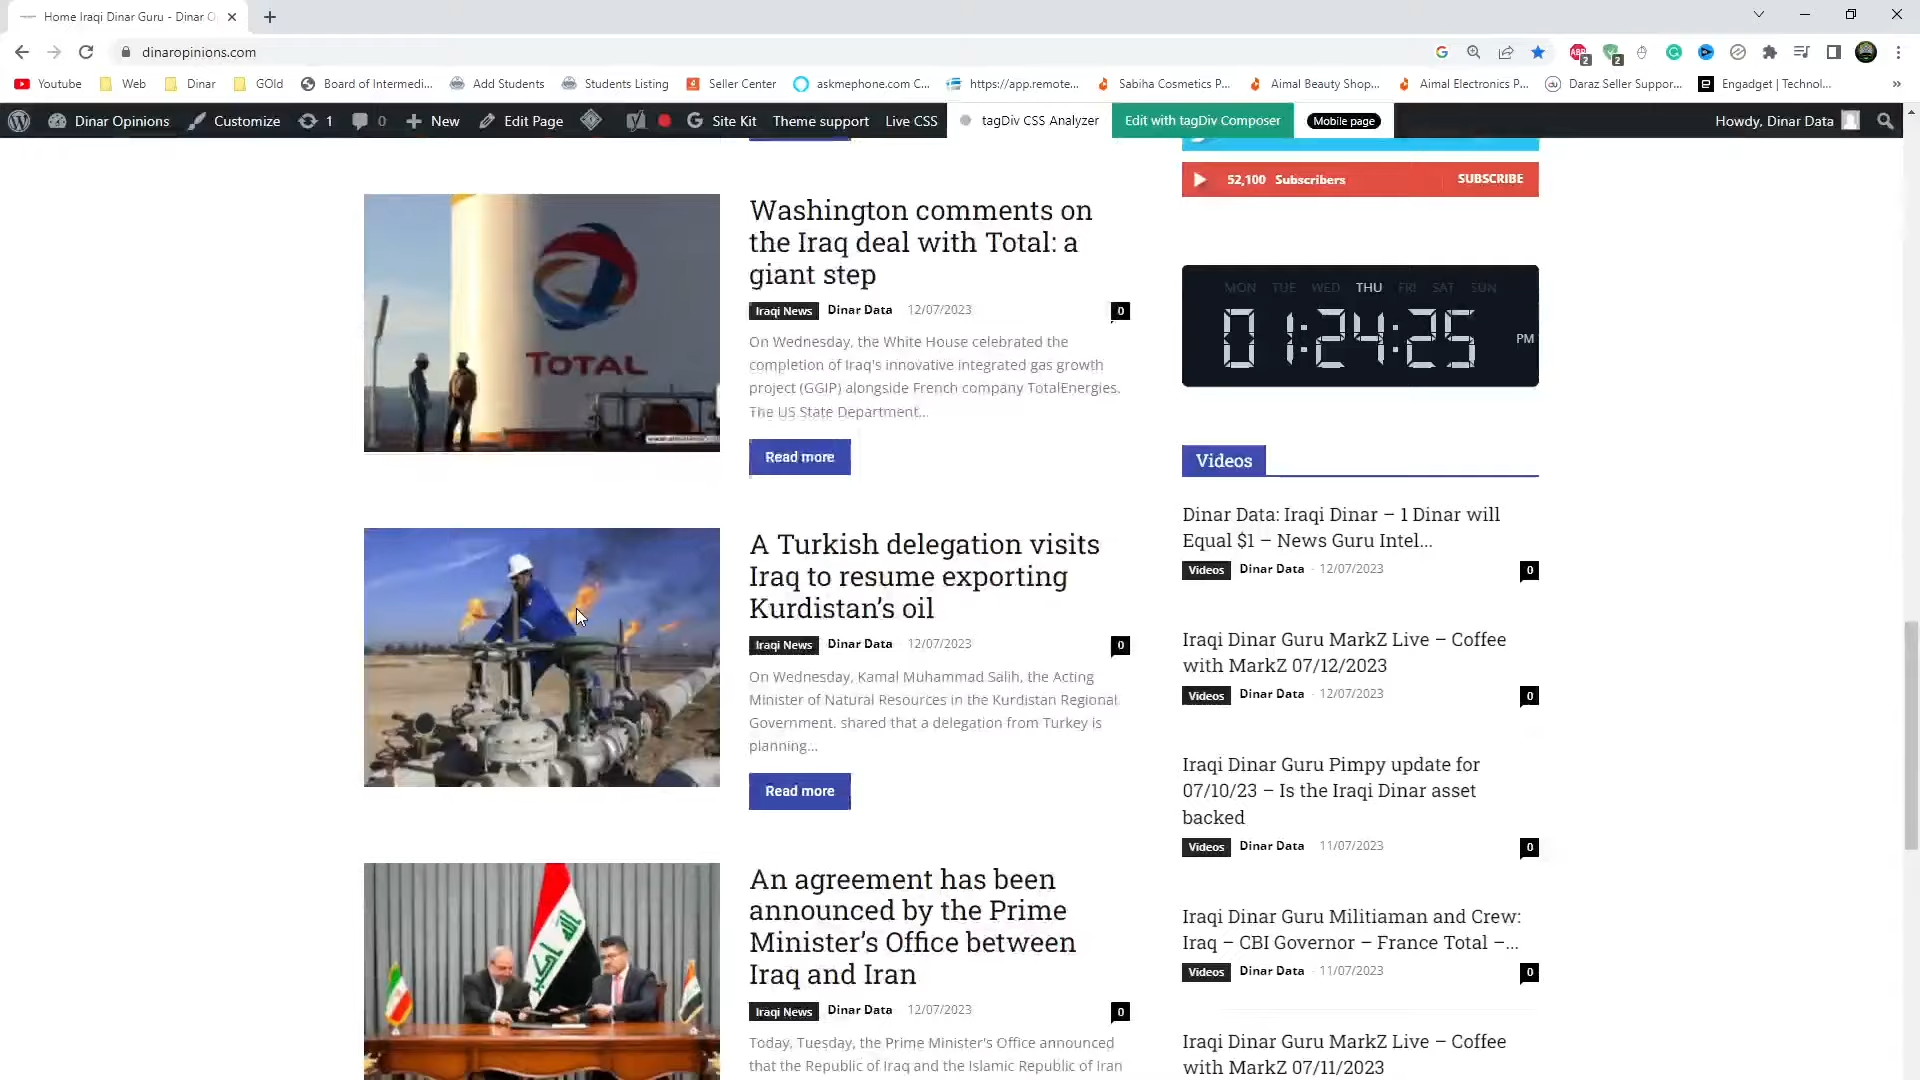 Home Iraqi Dinar Guru - Dinar O
dinaropinions.com
2
2
Youtube
Web
Dinar
GOld
Board of Intermedi...
Add Students
Students Listing
Seller Center
askmephone.com C...
https://app.remote...
Sabiha Cosmetics P...
Aimal Beauty Shop...
Aimal Electronics P...
Daraz Seller Suppor...
Engadget | Technol...
Dinar Opinions
Customize
1
0
New
Edit Page
Site Kit
Theme support
Live CSS
tagDiv CSS Analyzer
Edit with tagDiv Composer
Mobile page
Howdy, Dinar Data
TOTAL
Washington comments on
the Iraq deal with Total: a
giant step
Iraqi News Dinar Data - 12/07/2023 0
On Wednesday, the White House celebrated the
completion of Iraq's innovative integrated gas growth
project (GGIP) alongside French company TotalEnergies.
The US State Department...
Read more
A Turkish delegation visits
Iraq to resume exporting
Kurdistan’s oil
Iraqi News Dinar Data - 12/07/2023 0
On Wednesday, Kamal Muhammad Salih, the Acting
Minister of Natural Resources in the Kurdistan Regional
Government. shared that a delegation from Turkey is
planning...
Read more
An agreement has been
announced by the Prime
Minister’s Office between
Iraq and Iran
Iraqi News Dinar Data - 12/07/2023 0
Today, Tuesday, the Prime Minister's Office announced
that the Republic of Iraq and the Islamic Republic of Iran
52,100 Subscribers SUBSCRIBE
MON TUE WED THU FRI SAT SUN
01:24:25 PM
Videos
Dinar Data: Iraqi Dinar – 1 Dinar will
Equal $1 – News Guru Intel...
Videos Dinar Data - 12/07/2023 0
Iraqi Dinar Guru MarkZ Live – Coffee
with MarkZ 07/12/2023
Videos Dinar Data - 12/07/2023 0
Iraqi Dinar Guru Pimpy update for
07/10/23 – Is the Iraqi Dinar asset
backed
Videos Dinar Data - 11/07/2023 0
Iraqi Dinar Guru Militiaman and Crew:
Iraq – CBI Governor – France Total –...
Videos Dinar Data - 11/07/2023 0
Iraqi Dinar Guru MarkZ Live – Coffee
with MarkZ 07/11/2023